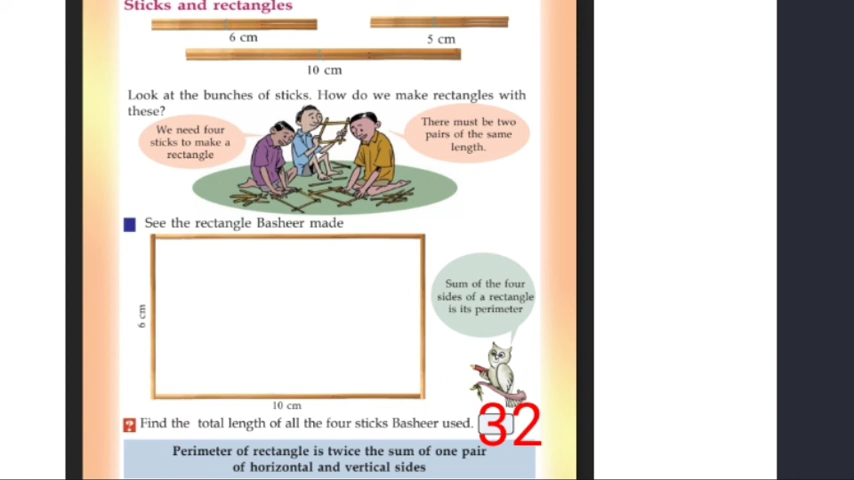 Sticks and rectangles
6 cm
5 cm
10 cm
Look at the bunches of sticks. How do we make rectangles with
these?
We need four
sticks to make a
rectangle
There must be two
pairs of the same
length.
See the rectangle Basheer made
6 cm
Sum of the four
sides of a rectangle
is its perimeter
10 cm
? Find the total length of all the four sticks Basheer used. 32
Perimeter of rectangle is twice the sum of one pair
of horizontal and vertical sides